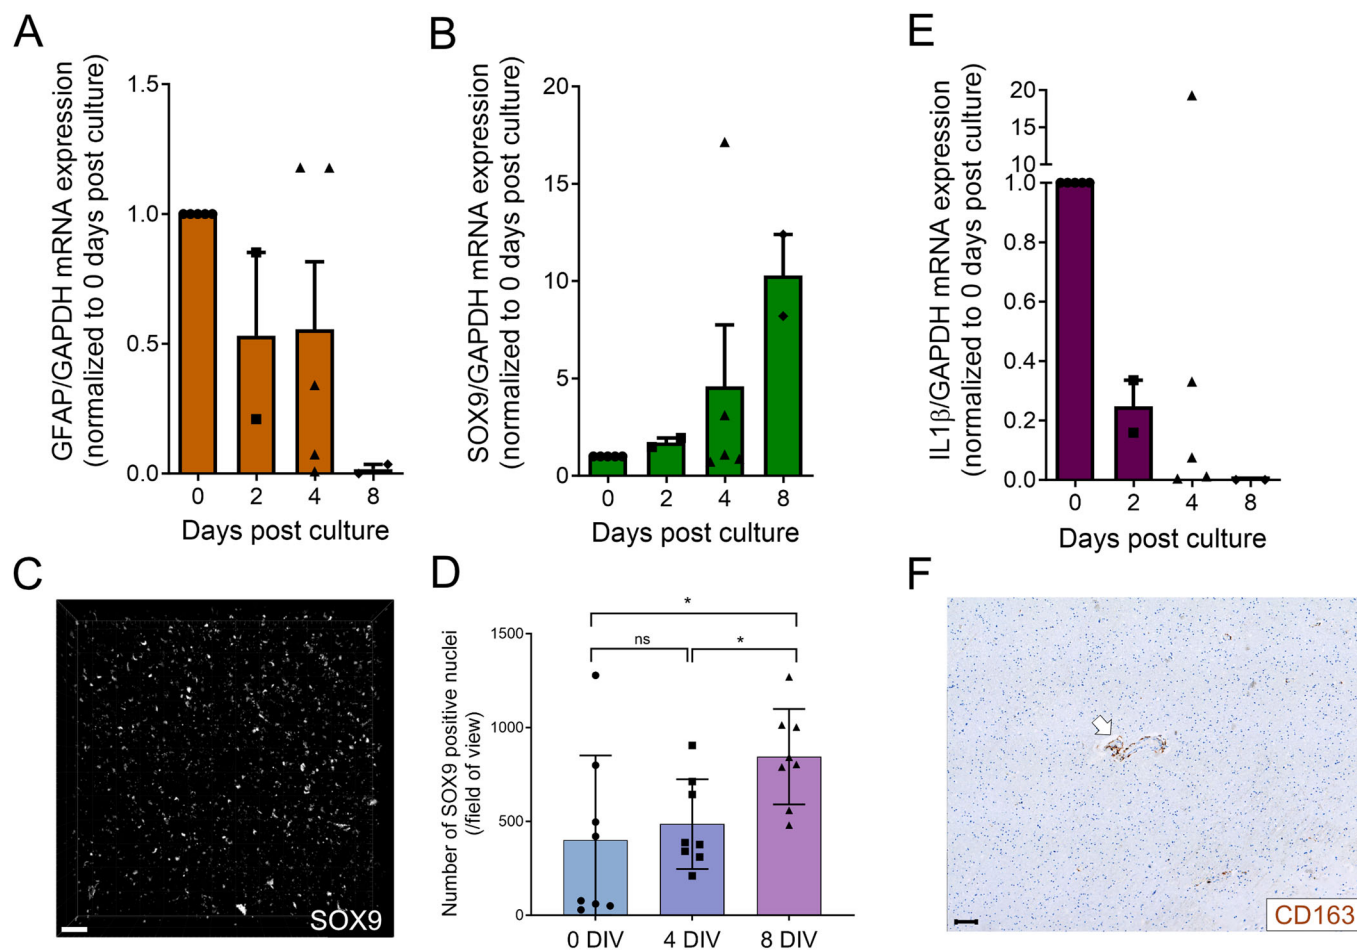 A
GFAP/GAPDH mRNA expression
(normalized to 0 days post culture)
1.5
1.0
0.5
0.0
0 2 4 8
Days post culture
B
SOX9/GAPDH mRNA expression
(normalized to 0 days post culture)
20
15
10
5
0
0 2 4 8
Days post culture
E
IL1β/GAPDH mRNA expression
(normalized to 0 days post culture)
20
15
10
1.0
0.8
0.6
0.4
0.2
0.0
0 2 4 8
Days post culture
C
SOX9
D
Number of SOX9 positive nuclei
(/field of view)
1500
1000
500
0
*
ns
*
0 DIV 4 DIV 8 DIV
F
CD163